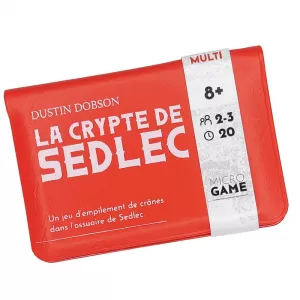 DUSTIN DOBSON
LA CRYPTE DE
SEDLEC
Un jeu d'empilement de crânes
dans l'ossuaire de Sedlec
MULTI
8+
2-3
20
MICRO
GAME